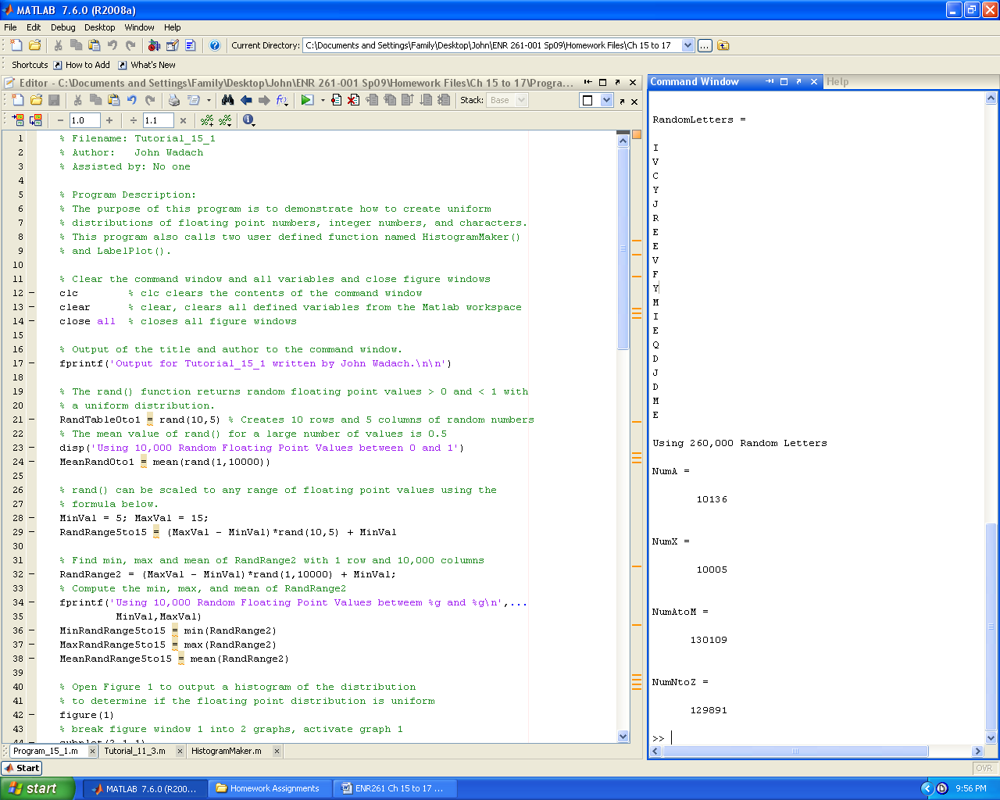 MATLAB 7.6.0 (R2008a)
File Edit Debug Desktop Window Help
Current Directory: C:\Documents and Settings\Family\Desktop\John\ENR 261-001 Sp09\Homework Files\Ch 15 to 17
Shortcuts How to Add What's New
Editor - C:\Documents and Settings\Family\Desktop\John\ENR 261-001 Sp09\Homework Files\Ch 15 to 17\Progra...
Stack: Base
1.0 1.1
1 % Filename: Tutorial_15_1
2 % Author:   John Wadach
3 % Assisted by: No one
4
5 % Program Description:
6 % The purpose of this program is to demonstrate how to create uniform
7 % distributions of floating point numbers, integer numbers, and characters.
8 % This program also calls two user defined function named HistogramMaker()
9 % and LabelPlot().
10
11 % Clear the command window and all variables and close figure windows
12 clc        % clc clears the contents of the command window
13 clear      % clear, clears all defined variables from the Matlab workspace
14 close all  % closes all figure windows
15
16 % Output of the title and author to the command window.
17 fprintf('Output for Tutorial_15_1 written by John Wadach.\n\n')
18
19 % The rand() function returns random floating point values > 0 and < 1 with
20 % a uniform distribution.
21 RandTable0to1 = rand(10,5) % Creates 10 rows and 5 columns of random numbers
22 % The mean value of rand() for a large number of values is 0.5
23 disp('Using 10,000 Random Floating Point Values between 0 and 1')
24 MeanRand0to1 = mean(rand(1,10000))
25
26 % rand() can be scaled to any range of floating point values using the
27 % formula below.
28 MinVal = 5; MaxVal = 15;
29 RandRange5to15 = (MaxVal - MinVal)*rand(10,5) + MinVal
30
31 % Find min, max and mean of RandRange2 with 1 row and 10,000 columns
32 RandRange2 = (MaxVal - MinVal)*rand(1,10000) + MinVal;
33 % Compute the min, max, and mean of RandRange2
34 fprintf('Using 10,000 Random Floating Point Values betweem %g and %g\n',...
35 MinVal,MaxVal)
36 MinRandRange5to15 = min(RandRange2)
37 MaxRandRange5to15 = max(RandRange2)
38 MeanRandRange5to15 = mean(RandRange2)
39
40 % Open Figure 1 to output a histogram of the distribution
41 % to determine if the floating point distribution is uniform
42 figure(1)
43 % break figure window 1 into 2 graphs, activate graph 1
44 subplot(2,1,1)
Program_15_1.m Tutorial_11_3.m HistogramMaker.m
Command Window Help
RandomLetters =
I
V
C
Y
J
R
E
E
V
F
Y
M
I
E
Q
D
J
D
M
E
Using 260,000 Random Letters
NumA =
10136
NumX =
10005
NumAtoM =
130109
NumNtoZ =
129891
>>
Start
OVR
start MATLAB 7.6.0 (R200... Homework Assignments ENR261 Ch 15 to 17 ... 9:56 PM